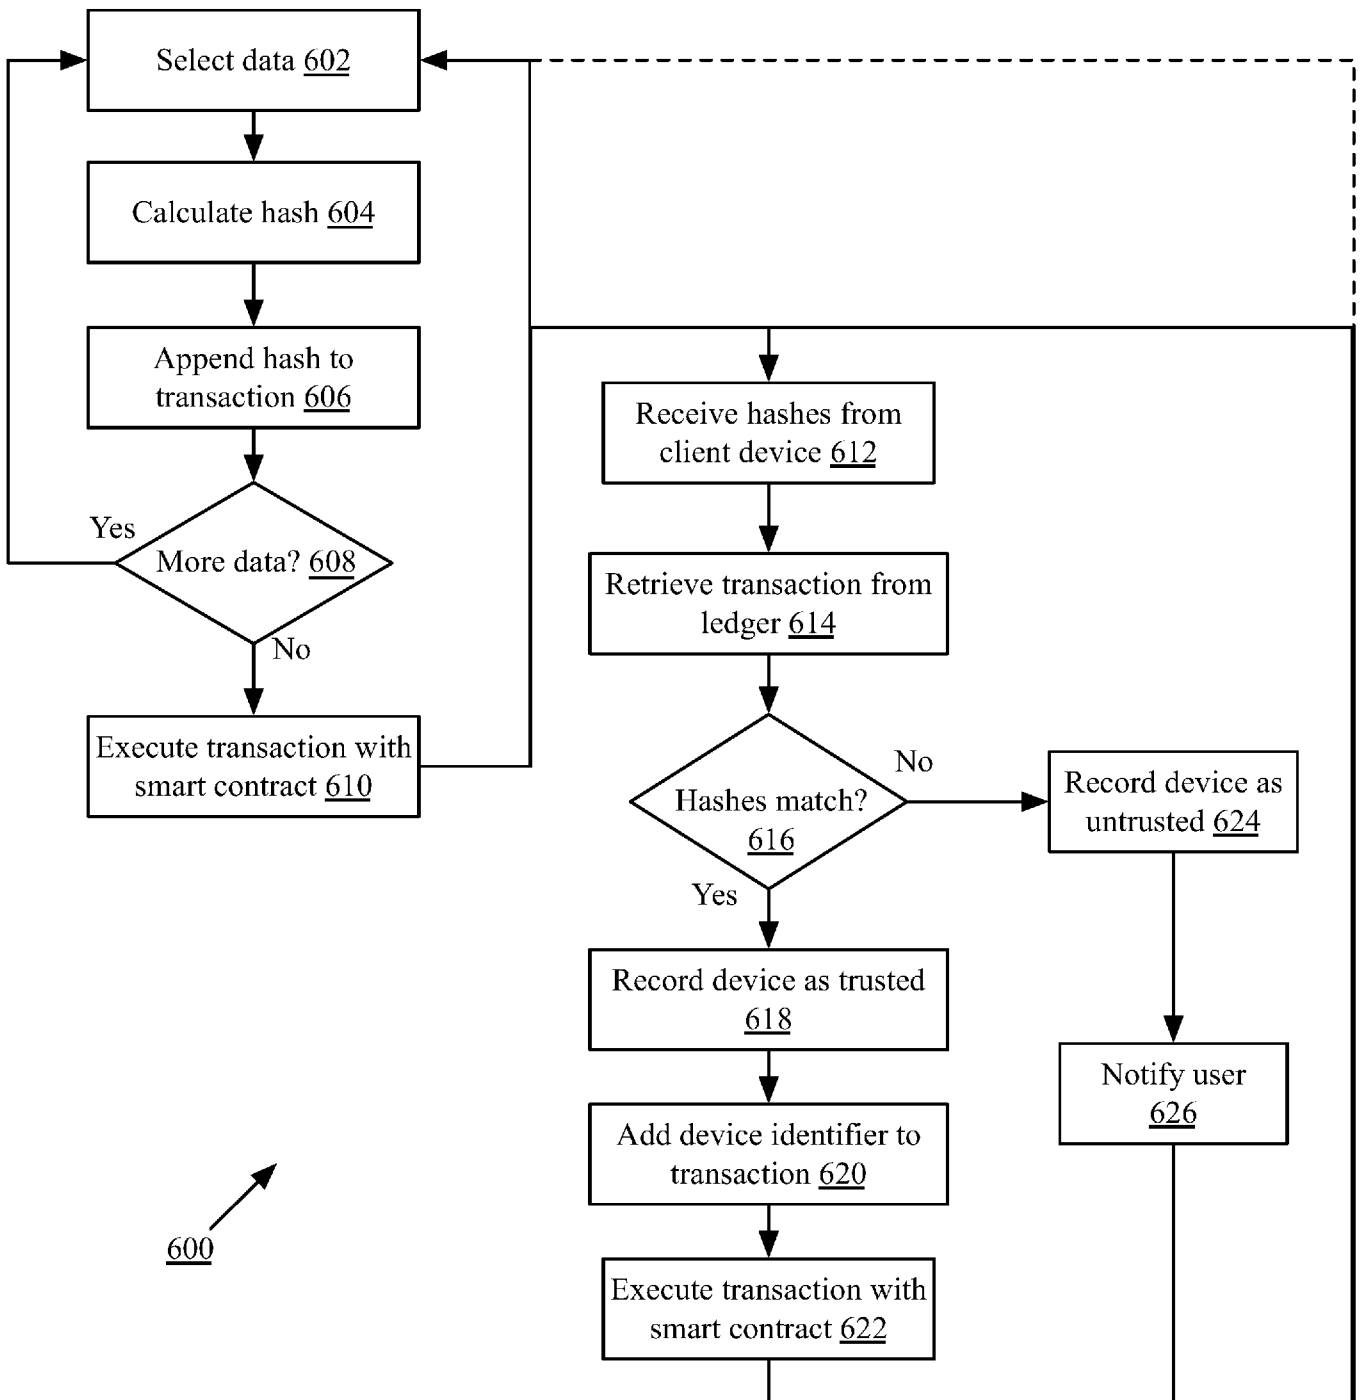 Select data 602
Calculate hash 604
Append hash to
transaction 606
Yes
More data? 608
No
Execute transaction with
smart contract 610
Receive hashes from
client device 612
Retrieve transaction from
ledger 614
Hashes match?
616
No
Yes
Record device as
untrusted 624
Notify user
626
Record device as trusted
618
Add device identifier to
transaction 620
Execute transaction with
smart contract 622
600